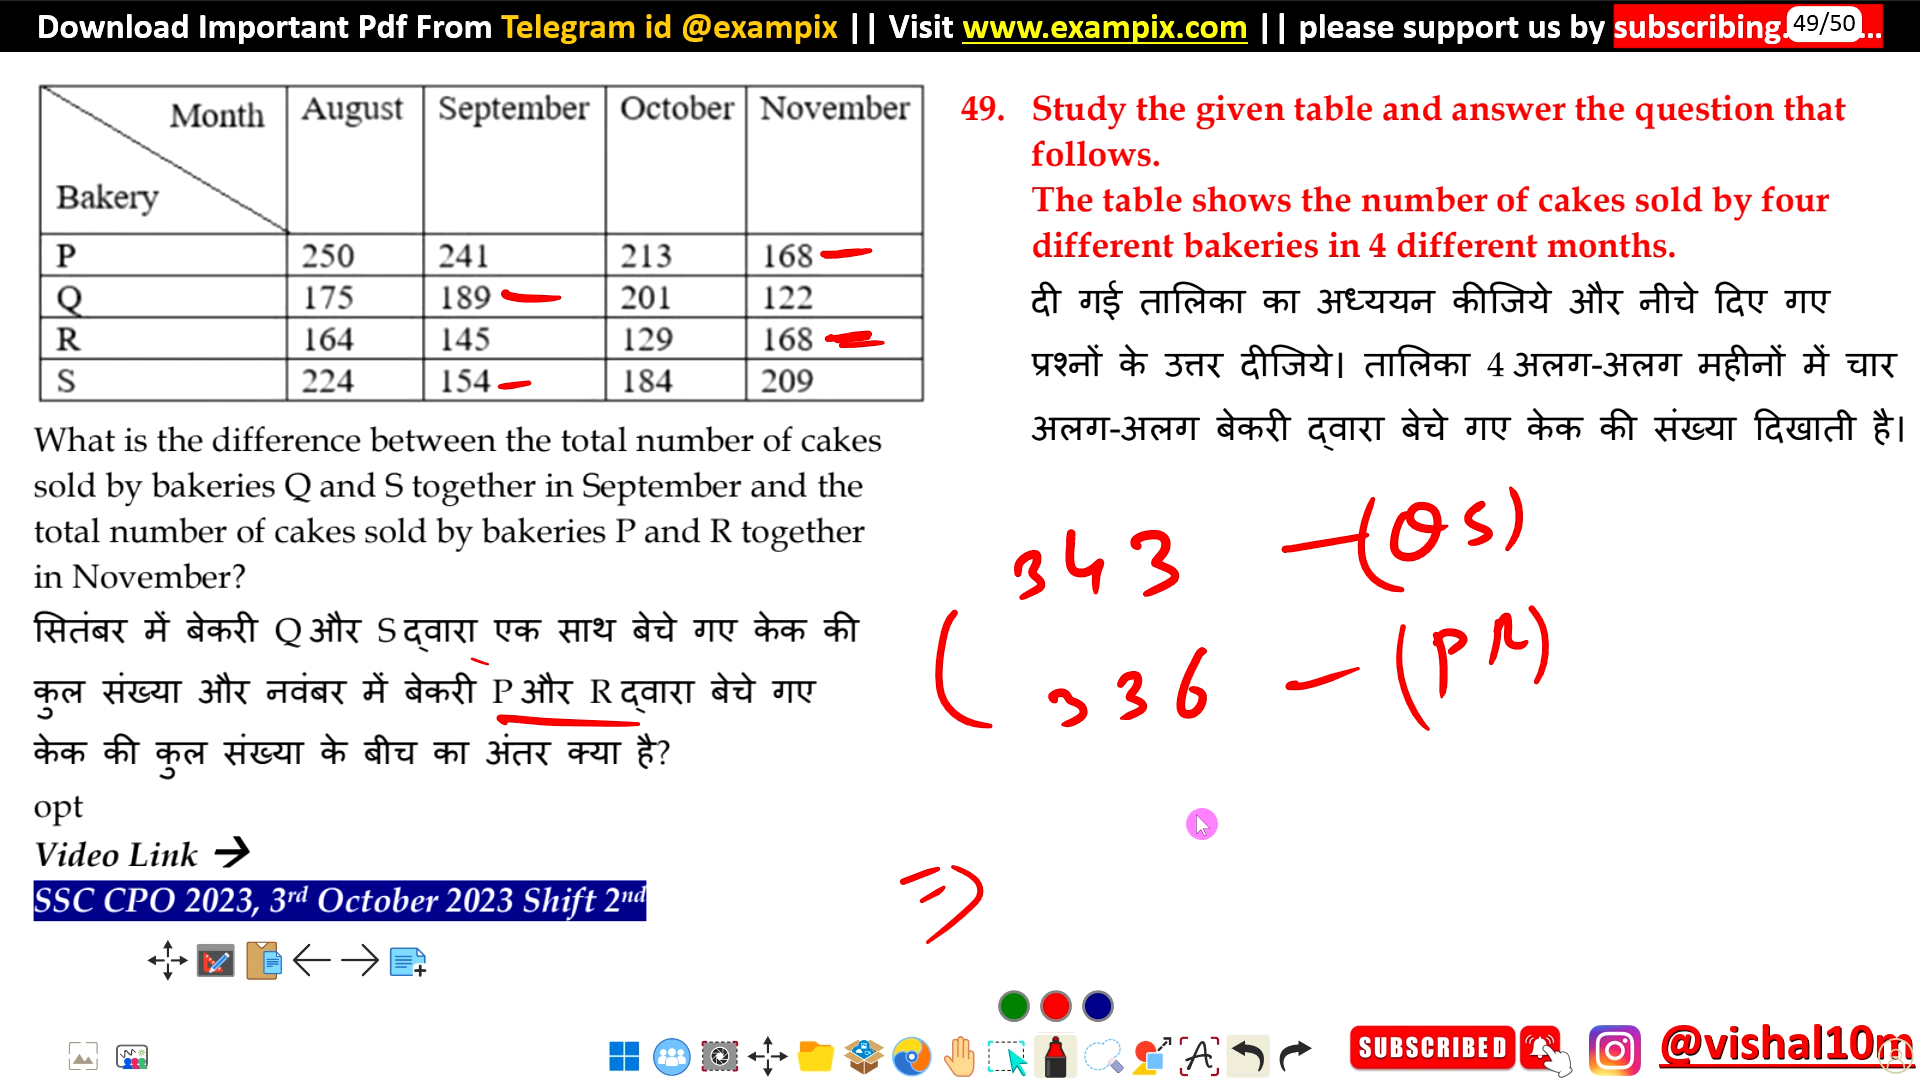 Download Important Pdf From Telegram id @exampix || Visit www.exampix.com || please support us by subscribing.
49/50
Month August September October November
Bakery
P 250 241 213 168
Q 175 189 201 122
R 164 145 129 168
S 224 154 184 209
What is the difference between the total number of cakes
sold by bakeries Q and S together in September and the
total number of cakes sold by bakeries P and R together
in November?
सितंबर में बेकरी Q और S द्वारा एक साथ बेचे गए केक की
कुल संख्या और नवंबर में बेकरी P और R द्वारा बेचे गए
केक की कुल संख्या के बीच का अंतर क्या है?
opt
Video Link →
SSC CPO 2023, 3rd October 2023 Shift 2nd
49. Study the given table and answer the question that
follows.
The table shows the number of cakes sold by four
different bakeries in 4 different months.
दी गई तालिका का अध्ययन कीजिये और नीचे दिए गए
प्रश्नों के उत्तर दीजिये। तालिका 4 अलग-अलग महीनों में चार
अलग-अलग बेकरी द्वारा बेचे गए केक की संख्या दिखाती है।
343 — (QS)
336 — (PR)
SUBSCRIBED
@vishal10m